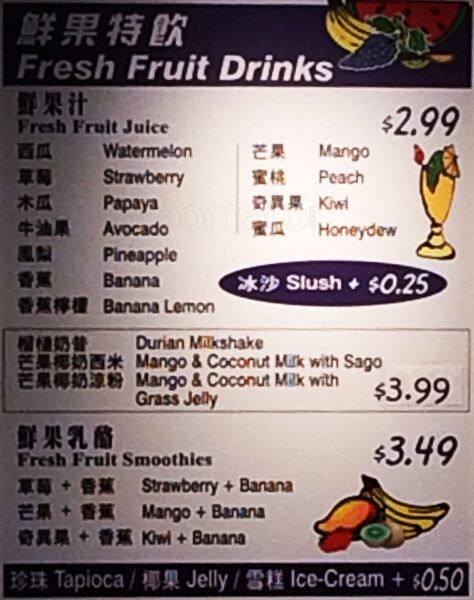 鮮果特飲
Fresh Fruit Drinks
鮮果汁
Fresh Fruit Juice $2.99
西瓜 Watermelon
草莓 Strawberry
木瓜 Papaya
牛油果 Avocado
鳳梨 Pineapple
香蕉 Banana
香蕉檸檬 Banana Lemon
芒果 Mango
蜜桃 Peach
奇異果 Kiwi
蜜瓜 Honeydew
冰沙 Slush + $0.25
榴槤奶昔 Durian Milkshake
芒果椰奶西米 Mango & Coconut Milk with Sago
芒果椰奶涼粉 Mango & Coconut Milk with
Grass Jelly $3.99
鮮果乳酪
Fresh Fruit Smoothies $3.49
草莓 + 香蕉 Strawberry + Banana
芒果 + 香蕉 Mango + Banana
奇異果 + 香蕉 Kiwi + Banana
珍珠 Tapioca / 椰果 Jelly / 雪糕 Ice-Cream + $0.50
zomato